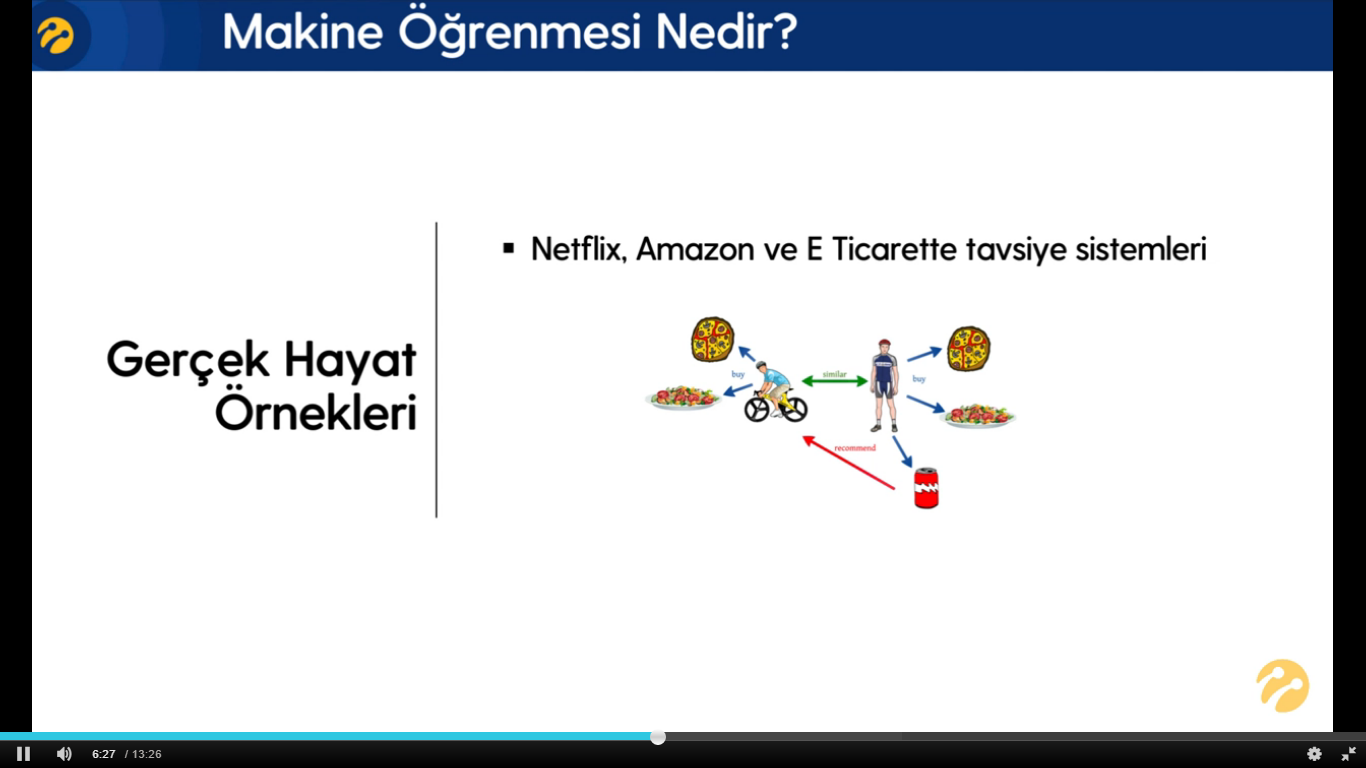 Makine Öğrenmesi Nedir?
Gerçek Hayat
Örnekleri
▪ Netflix, Amazon ve E Ticarette tavsiye sistemleri
buy
similar
buy
recommend
6:27 / 13:26